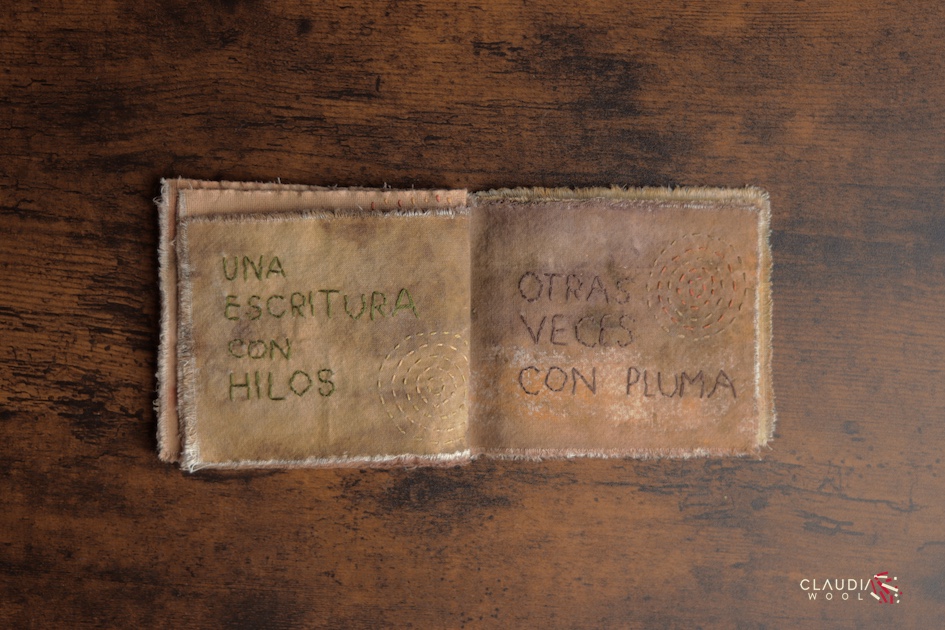 UNA
ESCRITURA
CON
HILOS
OTRAS
VECES
CON PLUMA
CLAUDIA
WOOL